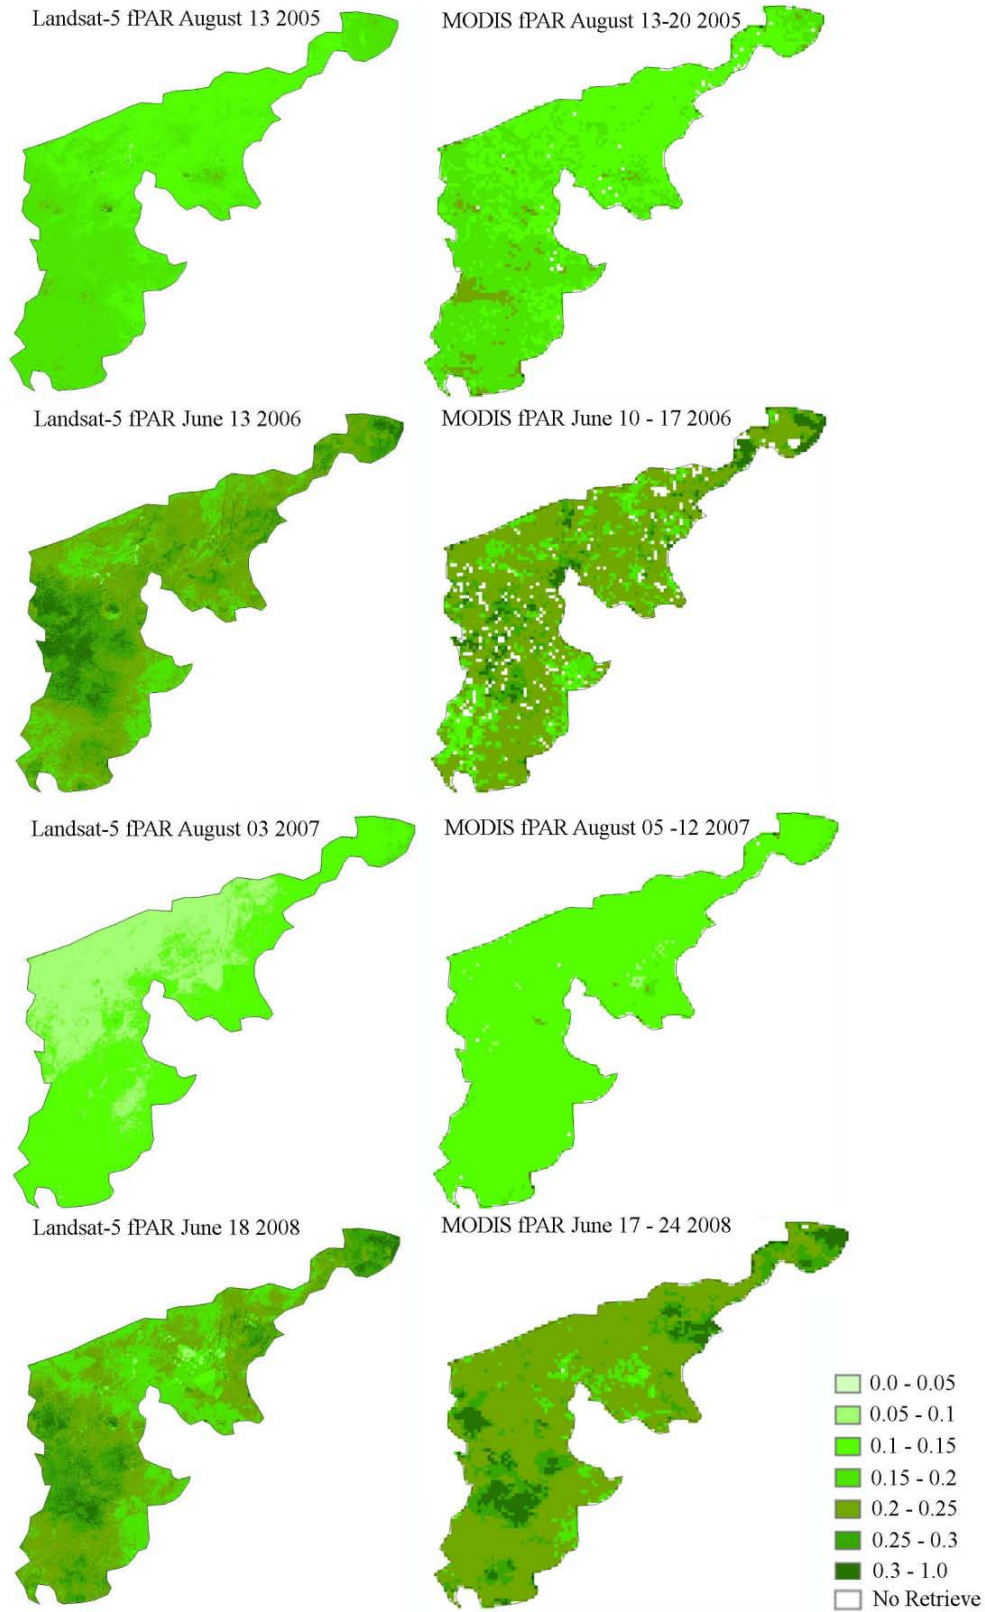 Landsat-5 fPAR August 13 2005
MODIS fPAR August 13-20 2005
Landsat-5 fPAR June 13 2006
MODIS fPAR June 10 - 17 2006
Landsat-5 fPAR August 03 2007
MODIS fPAR August 05 -12 2007
Landsat-5 fPAR June 18 2008
MODIS fPAR June 17 - 24 2008
0.0 - 0.05
0.05 - 0.1
0.1 - 0.15
0.15 - 0.2
0.2 - 0.25
0.25 - 0.3
0.3 - 1.0
No Retrieve